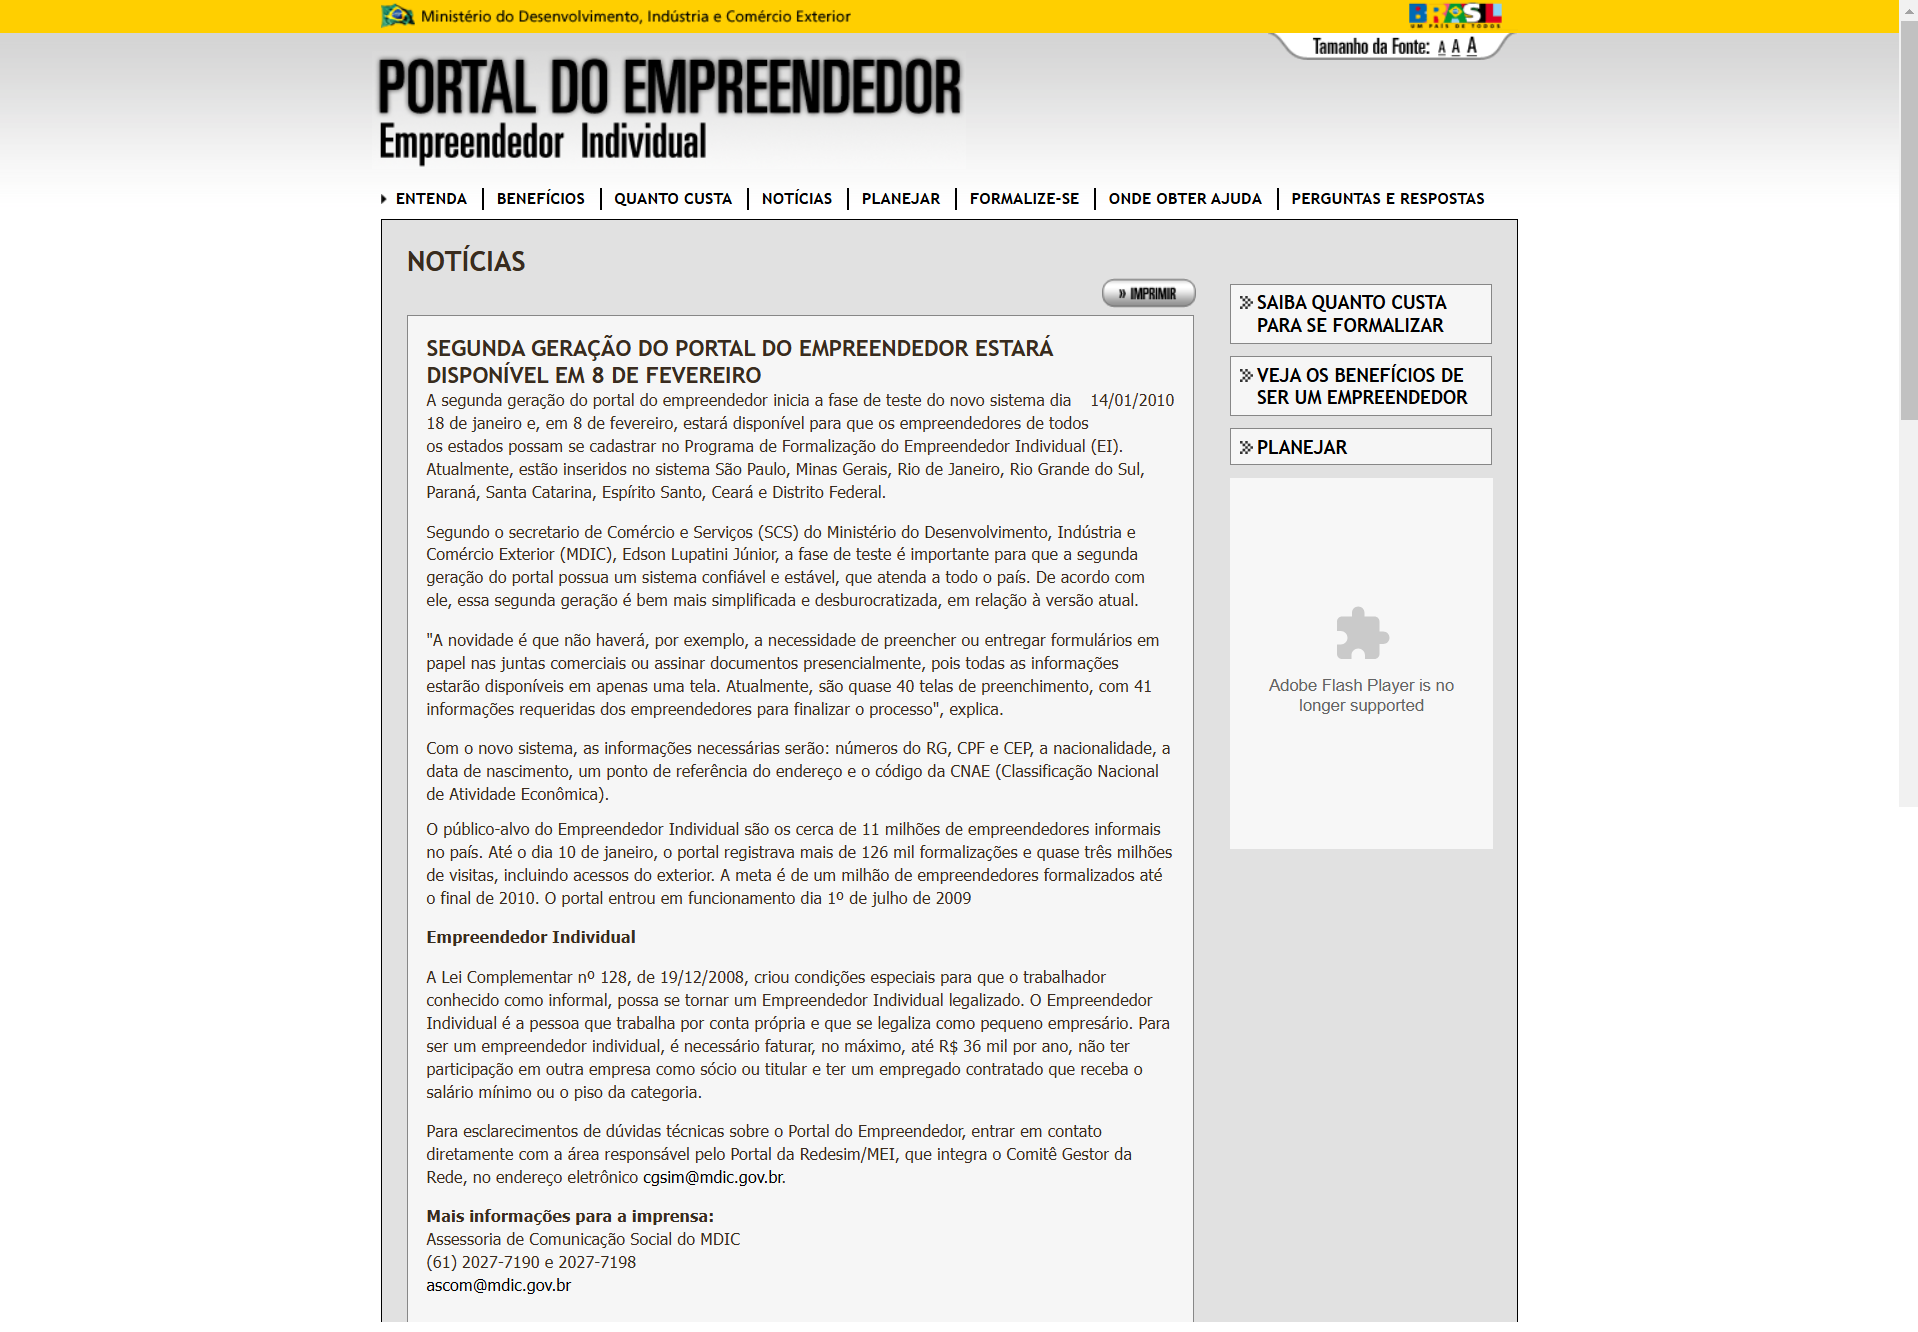 Ministério do Desenvolvimento, Indústria e Comércio Exterior
BRASIL
UM PAÍS DE TODOS
Tamanho da Fonte: A A A
PORTAL DO EMPREENDEDOR
Empreendedor Individual
ENTENDA
BENEFÍCIOS
QUANTO CUSTA
NOTÍCIAS
PLANEJAR
FORMALIZE-SE
ONDE OBTER AJUDA
PERGUNTAS E RESPOSTAS
NOTÍCIAS
» IMPRIMIR
SEGUNDA GERAÇÃO DO PORTAL DO EMPREENDEDOR ESTARÁ
DISPONÍVEL EM 8 DE FEVEREIRO
14/01/2010
A segunda geração do portal do empreendedor inicia a fase de teste do novo sistema dia
18 de janeiro e, em 8 de fevereiro, estará disponível para que os empreendedores de todos
os estados possam se cadastrar no Programa de Formalização do Empreendedor Individual (EI).
Atualmente, estão inseridos no sistema São Paulo, Minas Gerais, Rio de Janeiro, Rio Grande do Sul,
Paraná, Santa Catarina, Espírito Santo, Ceará e Distrito Federal.
Segundo o secretario de Comércio e Serviços (SCS) do Ministério do Desenvolvimento, Indústria e
Comércio Exterior (MDIC), Edson Lupatini Júnior, a fase de teste é importante para que a segunda
geração do portal possua um sistema confiável e estável, que atenda a todo o país. De acordo com
ele, essa segunda geração é bem mais simplificada e desburocratizada, em relação à versão atual.
"A novidade é que não haverá, por exemplo, a necessidade de preencher ou entregar formulários em
papel nas juntas comerciais ou assinar documentos presencialmente, pois todas as informações
estarão disponíveis em apenas uma tela. Atualmente, são quase 40 telas de preenchimento, com 41
informações requeridas dos empreendedores para finalizar o processo", explica.
Com o novo sistema, as informações necessárias serão: números do RG, CPF e CEP, a nacionalidade, a
data de nascimento, um ponto de referência do endereço e o código da CNAE (Classificação Nacional
de Atividade Econômica).
O público-alvo do Empreendedor Individual são os cerca de 11 milhões de empreendedores informais
no país. Até o dia 10 de janeiro, o portal registrava mais de 126 mil formalizações e quase três milhões
de visitas, incluindo acessos do exterior. A meta é de um milhão de empreendedores formalizados até
o final de 2010. O portal entrou em funcionamento dia 1º de julho de 2009
Empreendedor Individual
A Lei Complementar nº 128, de 19/12/2008, criou condições especiais para que o trabalhador
conhecido como informal, possa se tornar um Empreendedor Individual legalizado. O Empreendedor
Individual é a pessoa que trabalha por conta própria e que se legaliza como pequeno empresário. Para
ser um empreendedor individual, é necessário faturar, no máximo, até R$ 36 mil por ano, não ter
participação em outra empresa como sócio ou titular e ter um empregado contratado que receba o
salário mínimo ou o piso da categoria.
Para esclarecimentos de dúvidas técnicas sobre o Portal do Empreendedor, entrar em contato
diretamente com a área responsável pelo Portal da Redesim/MEI, que integra o Comitê Gestor da
Rede, no endereço eletrônico cgsim@mdic.gov.br.
Mais informações para a imprensa:
Assessoria de Comunicação Social do MDIC
(61) 2027-7190 e 2027-7198
ascom@mdic.gov.br
SAIBA QUANTO CUSTA
PARA SE FORMALIZAR
VEJA OS BENEFÍCIOS DE
SER UM EMPREENDEDOR
PLANEJAR
Adobe Flash Player is no
longer supported